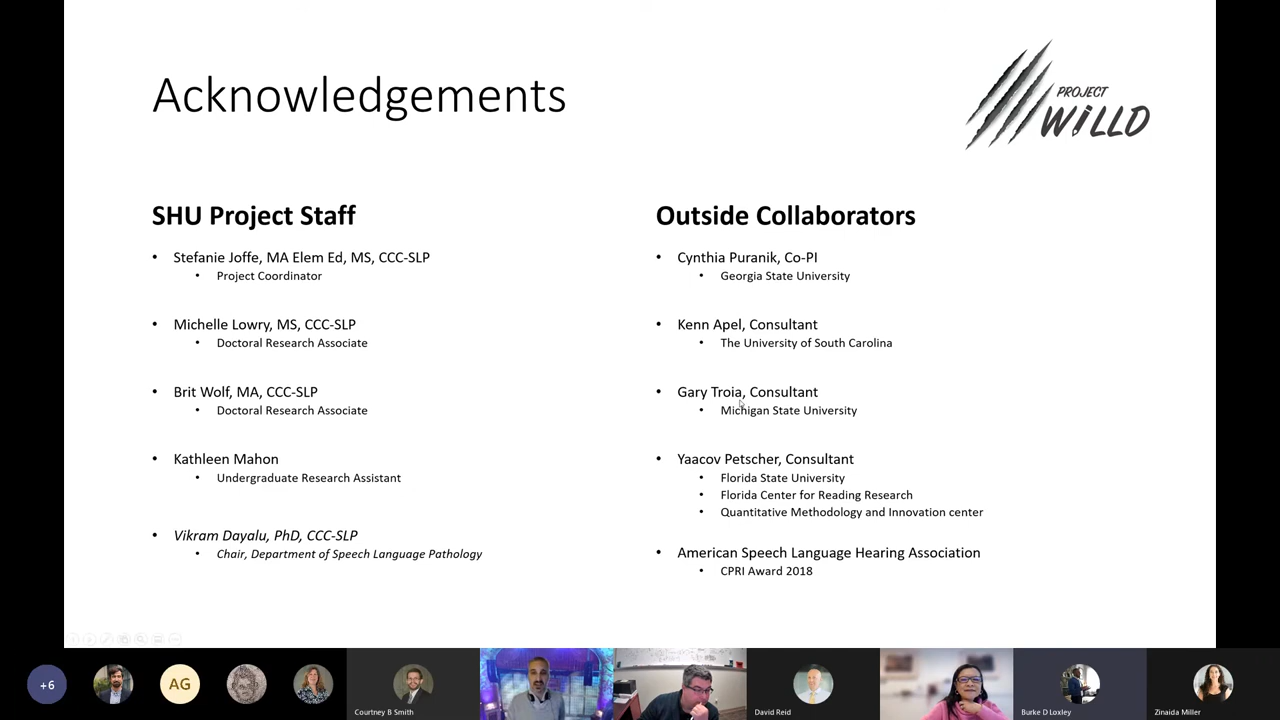 Acknowledgements
PROJECT
WiLLD
SHU Project Staff
• Stefanie Joffe, MA Elem Ed, MS, CCC-SLP
• Project Coordinator
• Michelle Lowry, MS, CCC-SLP
• Doctoral Research Associate
• Brit Wolf, MA, CCC-SLP
• Doctoral Research Associate
• Kathleen Mahon
• Undergraduate Research Assistant
• Vikram Dayalu, PhD, CCC-SLP
• Chair, Department of Speech Language Pathology
Outside Collaborators
• Cynthia Puranik, Co-PI
• Georgia State University
• Kenn Apel, Consultant
• The University of South Carolina
• Gary Troia, Consultant
• Michigan State University
• Yaacov Petscher, Consultant
• Florida State University
• Florida Center for Reading Research
• Quantitative Methodology and Innovation center
• American Speech Language Hearing Association
• CPRI Award 2018
+6
AG
Courtney B Smith
David Reid
Burke D Loxley
Zinaida Miller